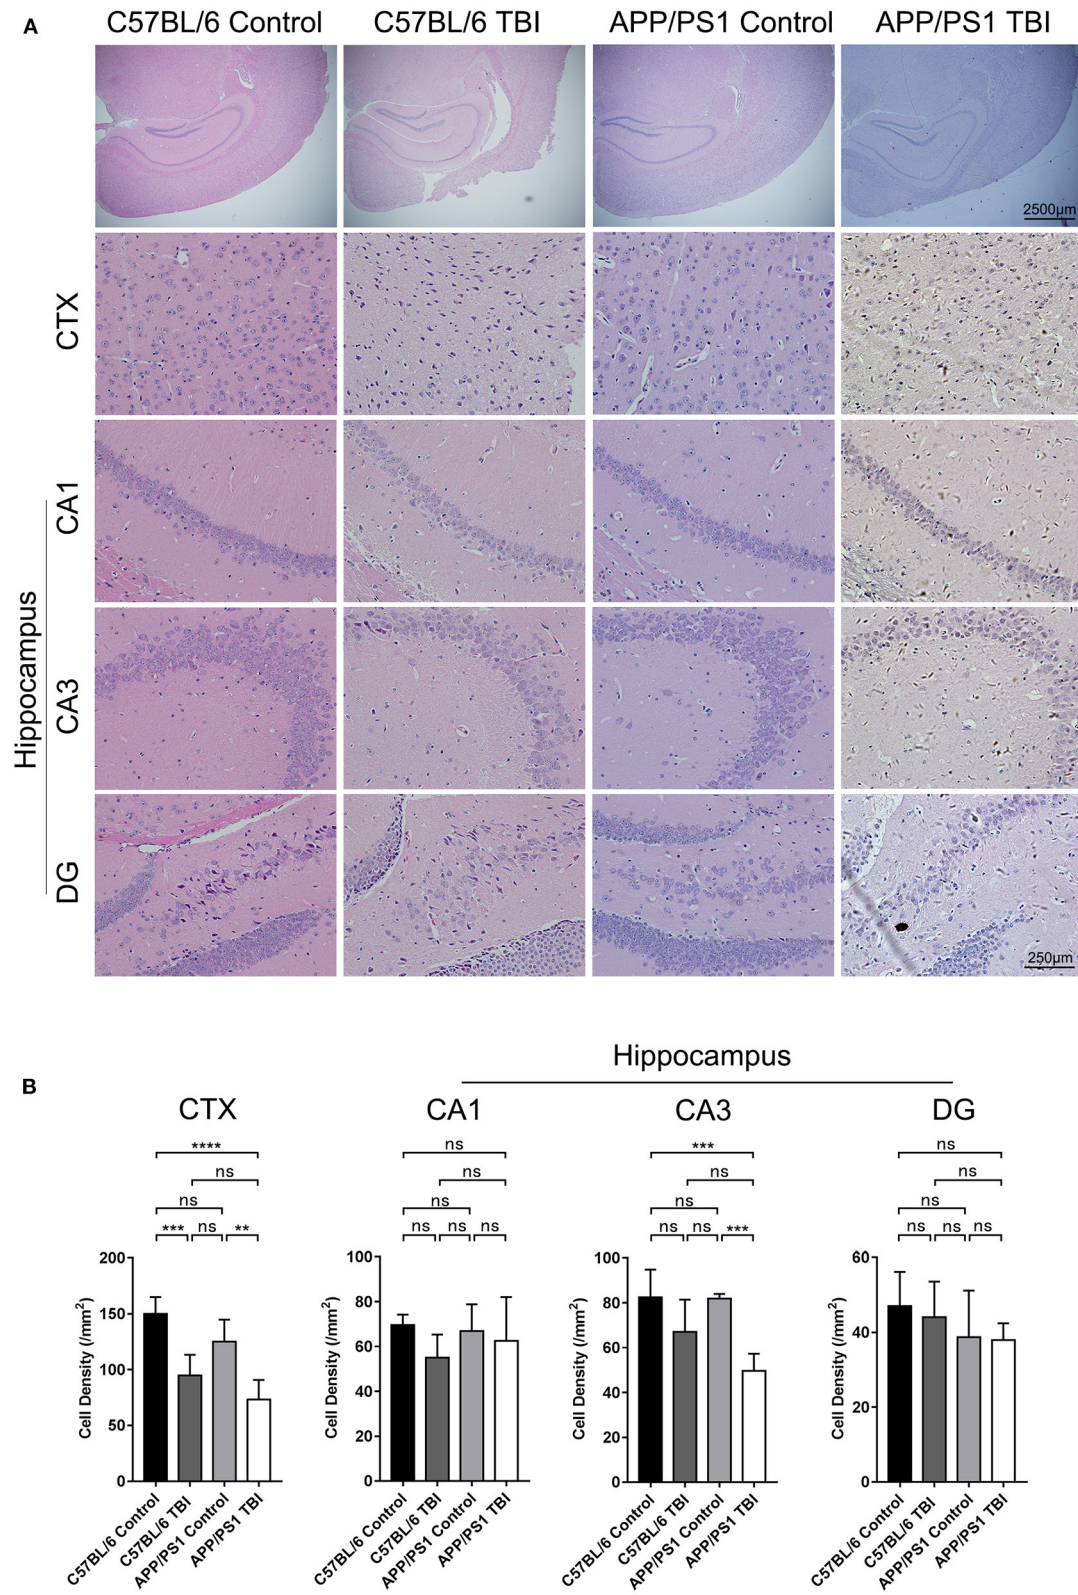 A
C57BL/6 Control
C57BL/6 TBI
APP/PS1 Control
APP/PS1 TBI
2500µm
CTX
Hippocampus
CA1
CA3
DG
250µm
B
Hippocampus
CTX
CA1
CA3
DG
****
ns
ns
*** ns **
ns
ns
ns
ns ns ns
***
ns
ns
ns ns ***
ns
ns
ns
ns ns ns
Cell Density (/mm²)
200
150
100
50
0
C57BL/6 Control
C57BL/6 TBI
APP/PS1 Control
APP/PS1 TBI
Cell Density (/mm²)
100
80
60
40
20
0
C57BL/6 Control
C57BL/6 TBI
APP/PS1 Control
APP/PS1 TBI
Cell Density (/mm²)
100
80
60
40
20
0
C57BL/6 Control
C57BL/6 TBI
APP/PS1 Control
APP/PS1 TBI
Cell Density (/mm²)
60
40
20
0
C57BL/6 Control
C57BL/6 TBI
APP/PS1 Control
APP/PS1 TBI